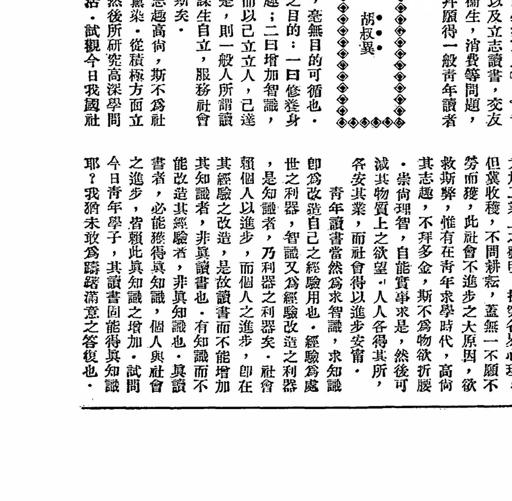 以及立志讀書，交友
衛生，消費等問題，
并願得一般青年讀者
胡叔異
，毫無目的可循也．
之目的：一曰修養身
趣；二曰增加智識，
而以己立立人，己達
是，則一般人所謂讀
謀生自立，服務社會
斯矣．
志趣高尚，斯不爲社
薰染．從積極方面立
然後所研究高深學問
活．試觀今日我國社
但冀收穫，不問耕耘，蓋無一不願不
勞而獲，此社會不進步之大原因，欲
救斯弊，惟有在青年求學時代，高尚
其志趣，不拜多金，斯不爲物欲折腰
．崇尚理智，自能實事求是，然後可
減其物質上之欲望．人人各得其所，
各安其業，而社會得以進步安甯．
青年讀書當然爲求智識，求知識
卽爲改造自己之經驗用也．經驗爲處
世之利器，智識又爲經驗改造之利器
，是知識者，乃利器之利器矣．社會
賴個人以進步，而個人之進步，卽在
其經驗之改造，是故讀書而不能增加
其知識者，非眞讀書也．有知識而不
能改造其經驗者，非眞知識也．眞讀
書者，必能獲得眞知識，個人與社會
之進步，皆賴此眞知識之增加．試問
今日青年學子，其讀書固能得眞知識
耶？我猶未敢爲躊躇滿意之答復也．